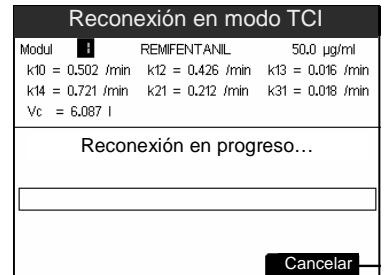 Reconexión en modo TCI
Modul 1 REMIFENTANIL 50.0 µg/ml
k10 = 0.502 /min k12 = 0.426 /min k13 = 0.016 /min
k14 = 0.721 /min k21 = 0.212 /min k31 = 0.018 /min
Vc = 6.087 l
Reconexión en progreso…
Cancelar